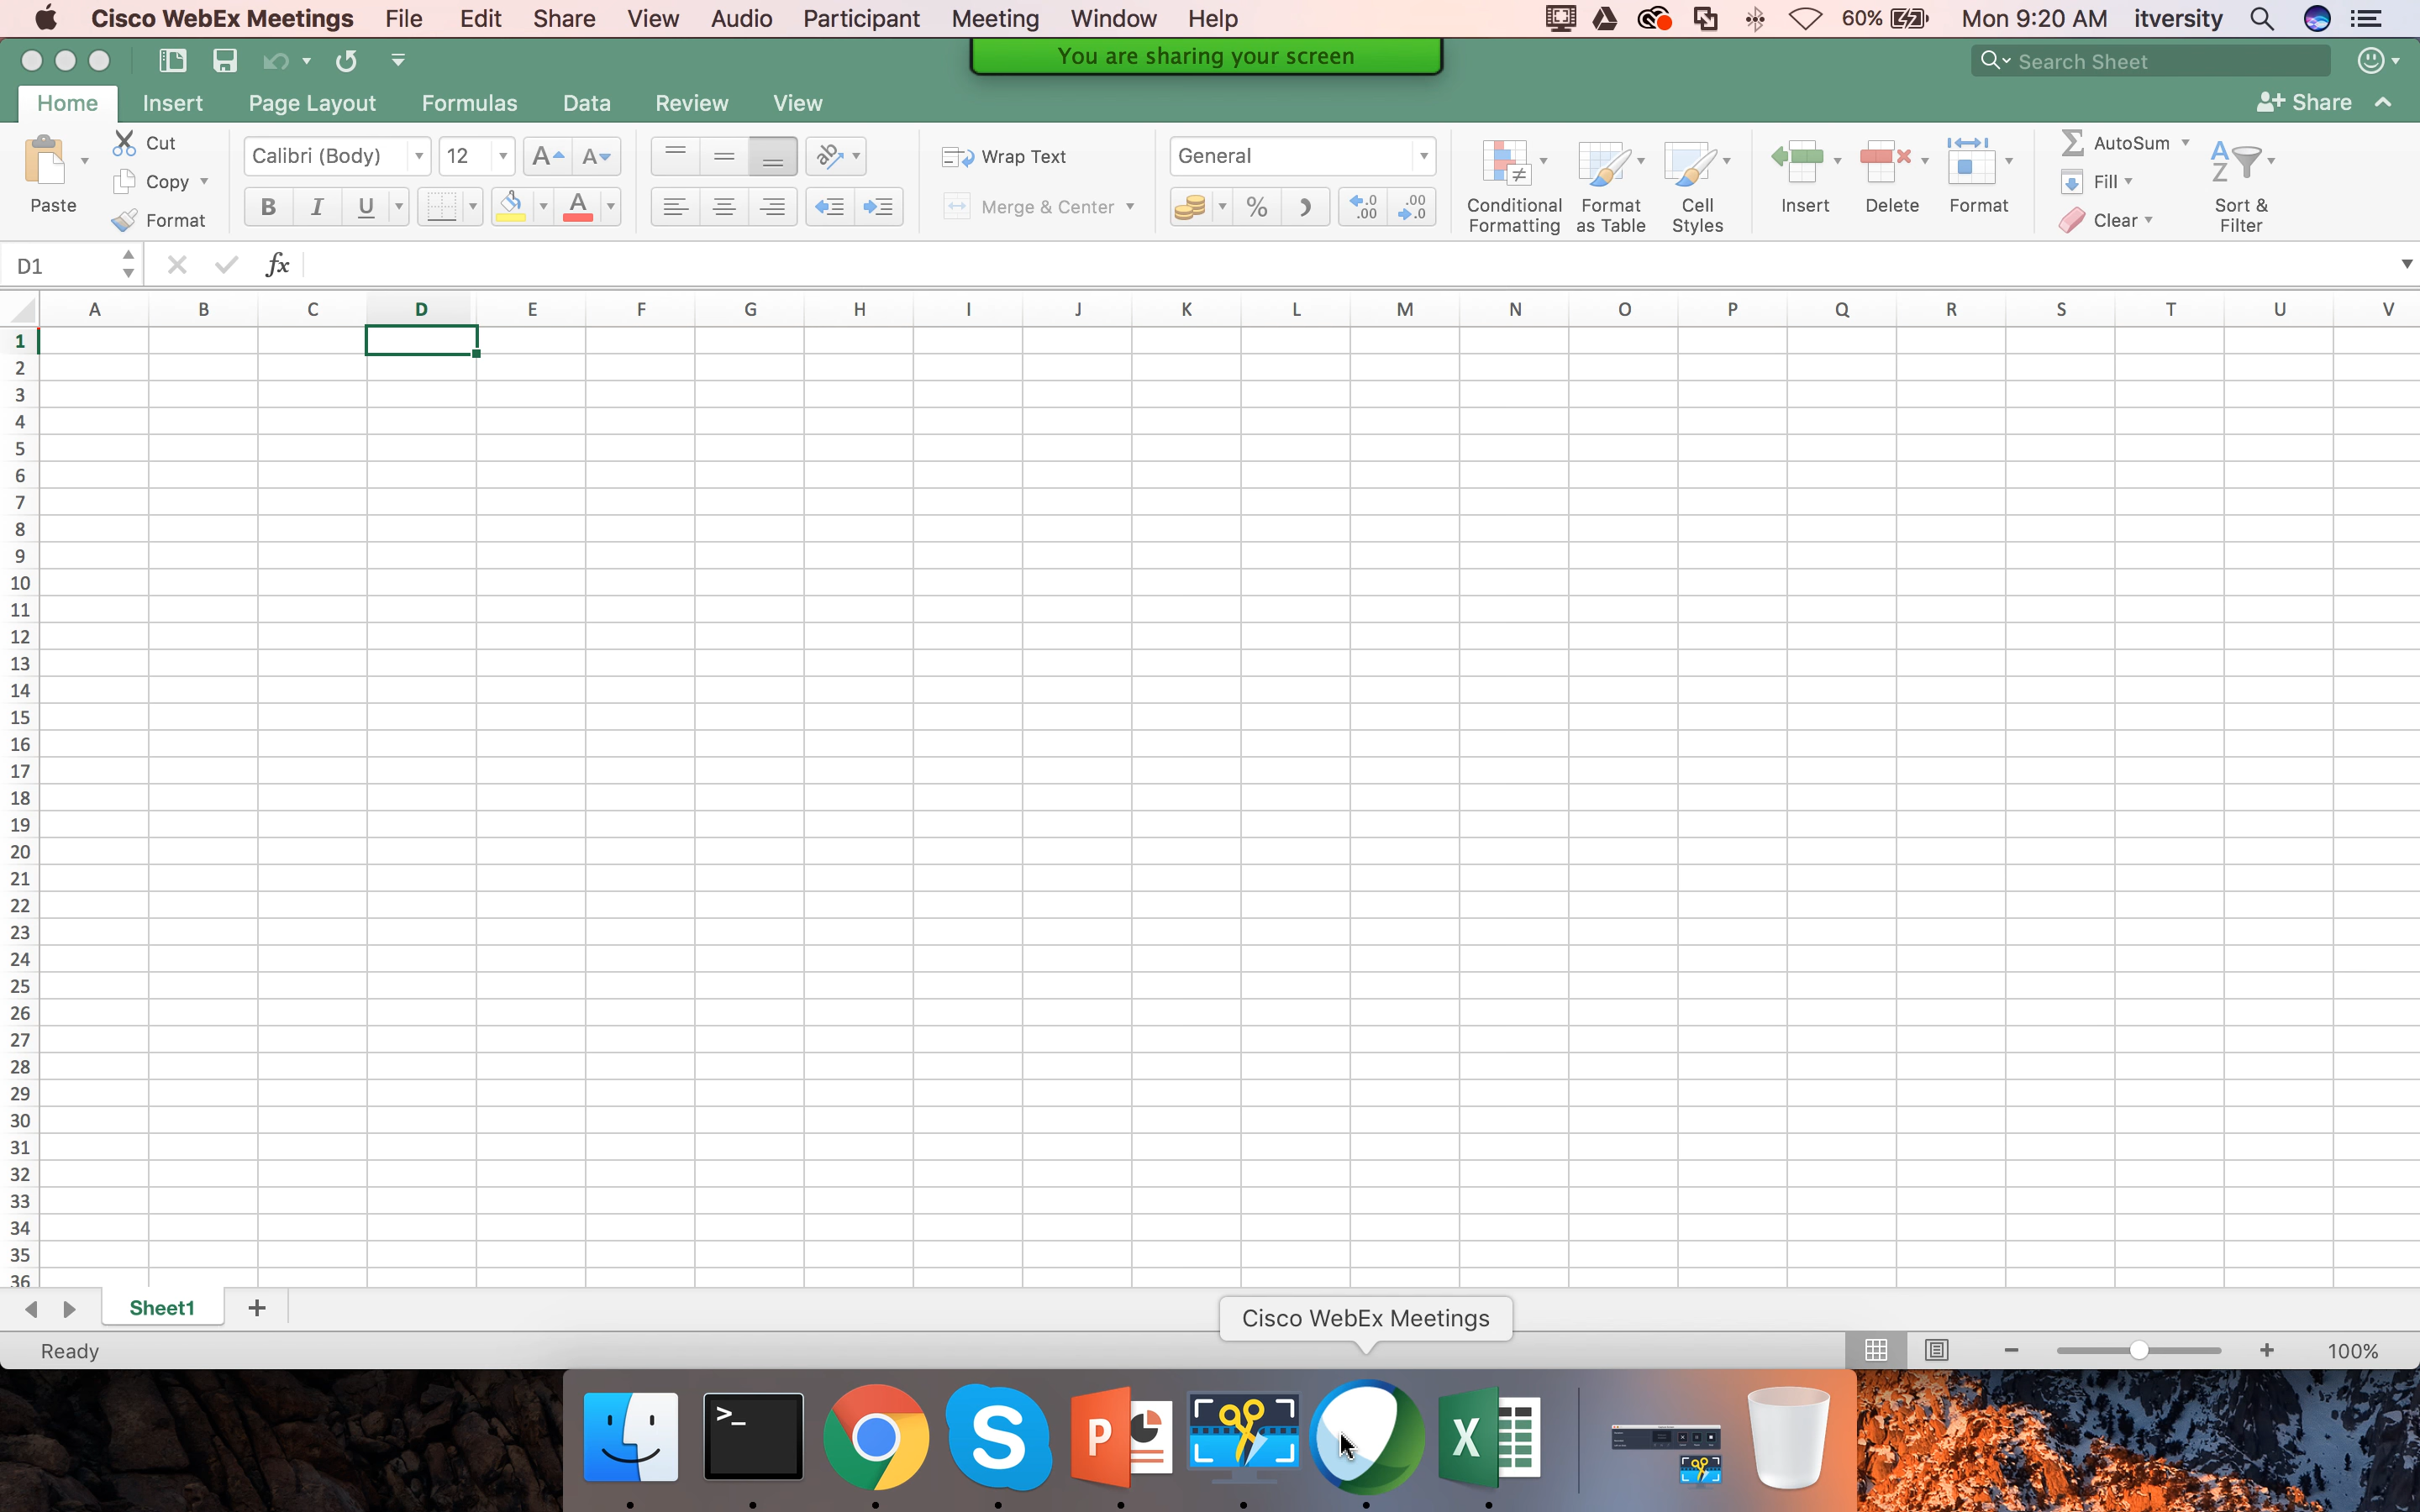 Cisco WebEx Meetings File Edit Share View Audio Participant Meeting Window Help 60% Mon 9:20 AM itversity
You are sharing your screen
Search Sheet
Home Insert Page Layout Formulas Data Review View Share
Paste
Cut
Copy
Format
Calibri (Body) 12 A A
B I U A
ab
Wrap Text
Merge & Center
General
% .0 .00 .00 .0
Conditional Formatting
Format as Table
Cell Styles
Insert
Delete
Format
AutoSum
Fill
Clear
A Z
Sort & Filter
D1 fx
A B C D E F G H I J K L M N O P Q R S T U V
1
2
3
4
5
6
7
8
9
10
11
12
13
14
15
16
17
18
19
20
21
22
23
24
25
26
27
28
29
30
31
32
33
34
35
36
Sheet1 +
Cisco WebEx Meetings
Ready 100%
>_ S P X